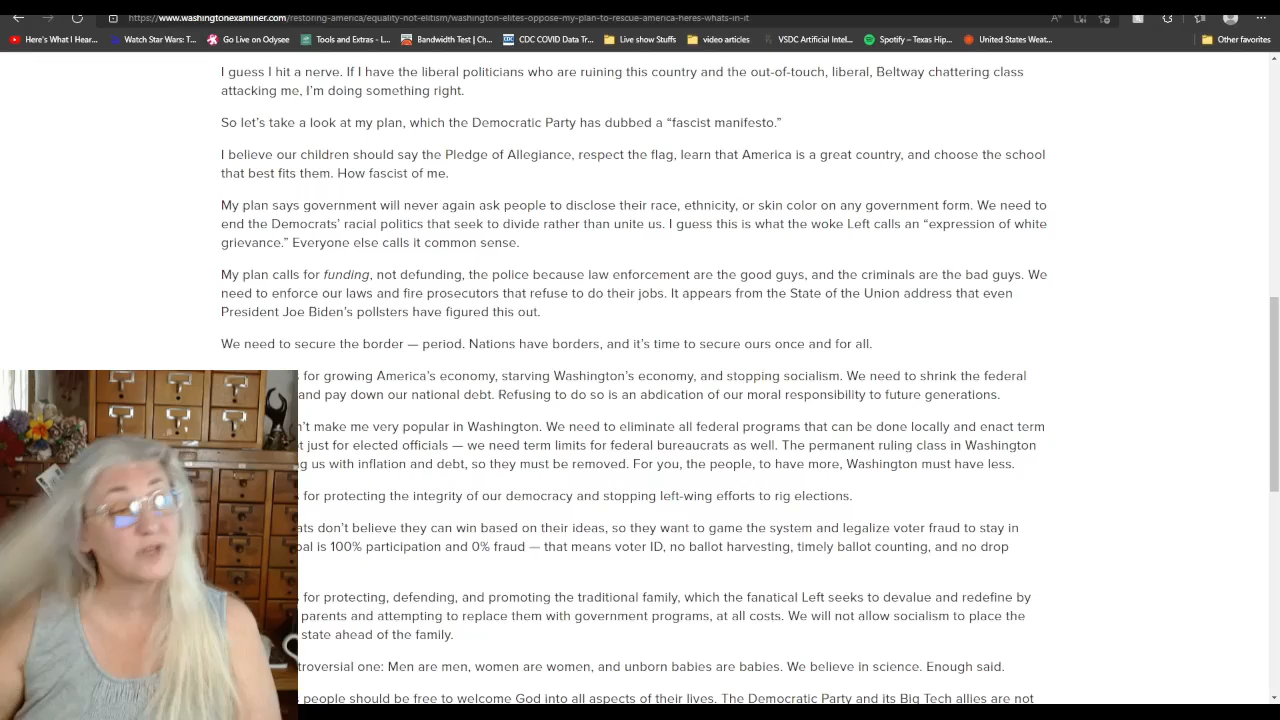 https://www.washingtonexaminer.com/restoring-america/equality-not-elitism/washington-elites-oppose-my-plan-to-rescue-america-heres-whats-in-it
Here's What I Hear...
Watch Star Wars: T...
Go Live on Odysee
Tools and Extras - L...
Bandwidth Test | Ch...
CDC COVID Data Tr...
Live show Stuffs
video articles
VSDC Artificial Intel...
Spotify – Texas Hip...
United States Weat...
Other favorites
I guess I hit a nerve. If I have the liberal politicians who are ruining this country and the out-of-touch, liberal, Beltway chattering class
attacking me, I'm doing something right.
So let's take a look at my plan, which the Democratic Party has dubbed a “fascist manifesto.”
I believe our children should say the Pledge of Allegiance, respect the flag, learn that America is a great country, and choose the school
that best fits them. How fascist of me.
My plan says government will never again ask people to disclose their race, ethnicity, or skin color on any government form. We need to
end the Democrats’ racial politics that seek to divide rather than unite us. I guess this is what the woke Left calls an “expression of white
grievance.” Everyone else calls it common sense.
My plan calls for funding, not defunding, the police because law enforcement are the good guys, and the criminals are the bad guys. We
need to enforce our laws and fire prosecutors that refuse to do their jobs. It appears from the State of the Union address that even
President Joe Biden’s pollsters have figured this out.
We need to secure the border — period. Nations have borders, and it’s time to secure ours once and for all.
for growing America’s economy, starving Washington’s economy, and stopping socialism. We need to shrink the federal
and pay down our national debt. Refusing to do so is an abdication of our moral responsibility to future generations.
n’t make me very popular in Washington. We need to eliminate all federal programs that can be done locally and enact term
t just for elected officials — we need term limits for federal bureaucrats as well. The permanent ruling class in Washington
g us with inflation and debt, so they must be removed. For you, the people, to have more, Washington must have less.
for protecting the integrity of our democracy and stopping left-wing efforts to rig elections.
ats don’t believe they can win based on their ideas, so they want to game the system and legalize voter fraud to stay in
oal is 100% participation and 0% fraud — that means voter ID, no ballot harvesting, timely ballot counting, and no drop
for protecting, defending, and promoting the traditional family, which the fanatical Left seeks to devalue and redefine by
parents and attempting to replace them with government programs, at all costs. We will not allow socialism to place the
state ahead of the family.
troversial one: Men are men, women are women, and unborn babies are babies. We believe in science. Enough said.
people should be free to welcome God into all aspects of their lives. The Democratic Party and its Big Tech allies are not